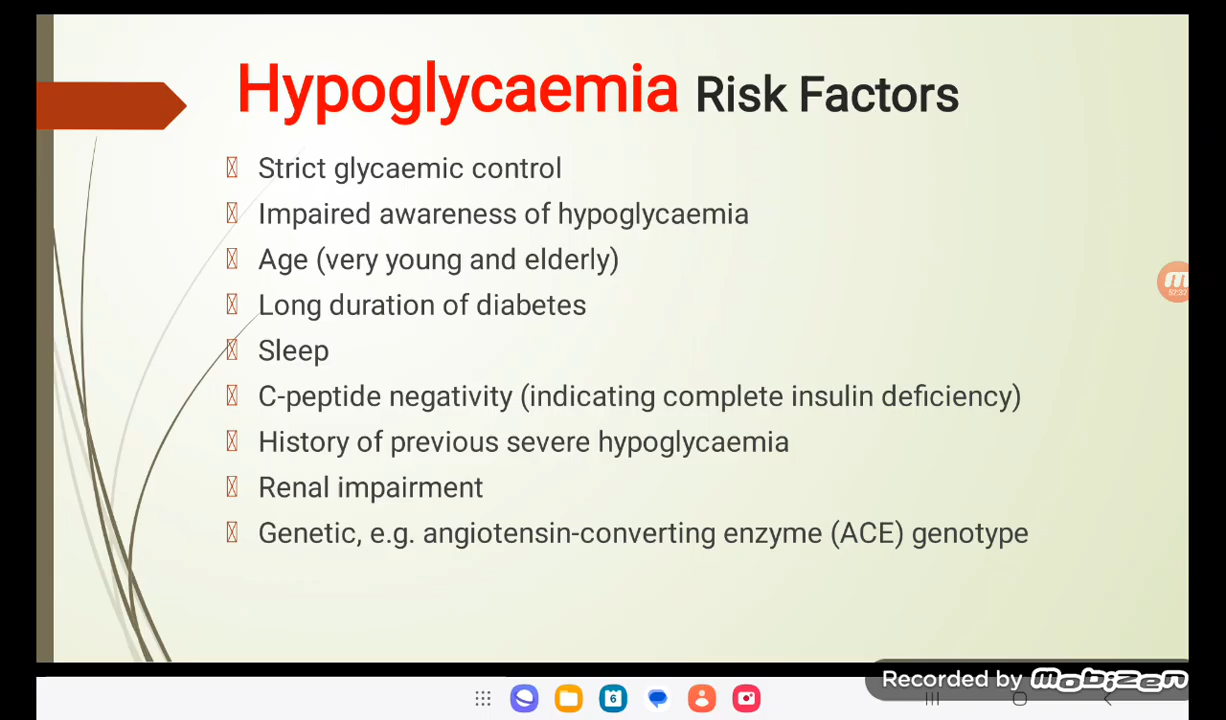 Hypoglycaemia Risk Factors
Strict glycaemic control
Impaired awareness of hypoglycaemia
Age (very young and elderly)
Long duration of diabetes
Sleep
C-peptide negativity (indicating complete insulin deficiency)
History of previous severe hypoglycaemia
Renal impairment
Genetic, e.g. angiotensin-converting enzyme (ACE) genotype
Recorded by mobizen
6